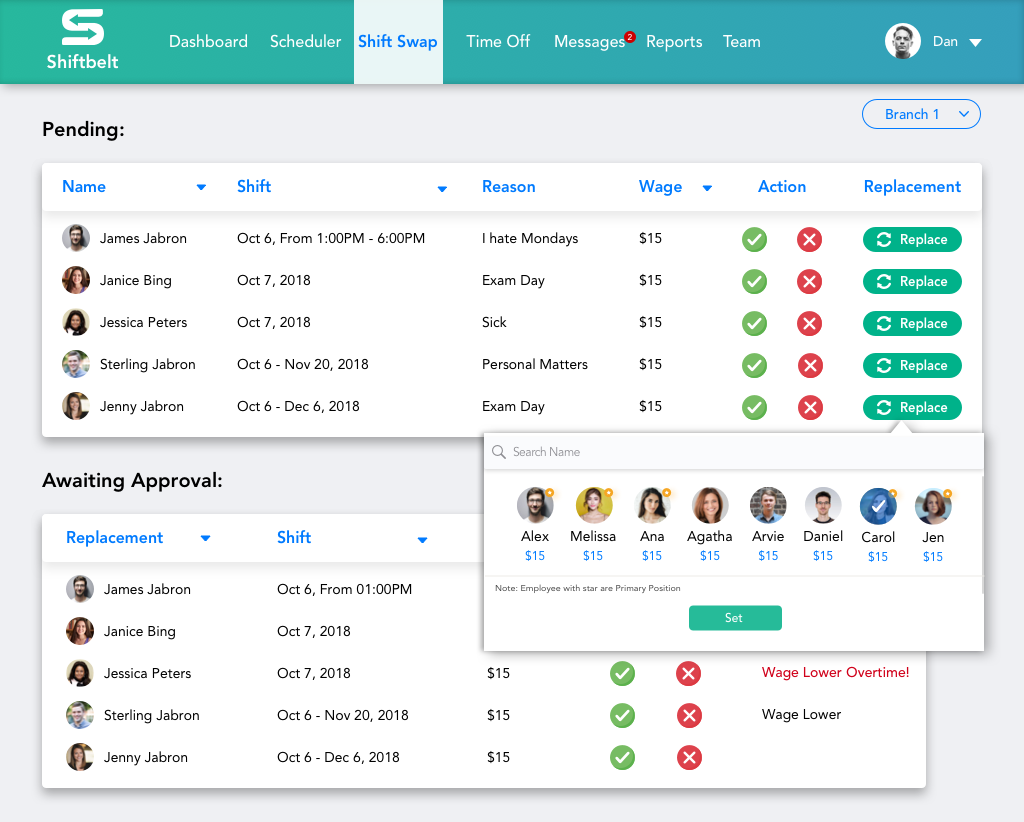 Dashboard Scheduler Shift Swap Time Off Messages 2 Reports Team Dan
Shiftbelt
Branch 1
Pending:
Name Shift Reason Wage Action Replacement
James Jabron Oct 6, From 1:00PM - 6:00PM I hate Mondays $15 Replace
Janice Bing Oct 7, 2018 Exam Day $15 Replace
Jessica Peters Oct 7, 2018 Sick $15 Replace
Sterling Jabron Oct 6 - Nov 20, 2018 Personal Matters $15 Replace
Jenny Jabron Oct 6 - Dec 6, 2018 Exam Day $15 Replace
Search Name
Alex Melissa Ana Agatha Arvie Daniel Carol Jen
$15 $15 $15 $15 $15 $15 $15 $15
Note: Employee with star are Primary Position
Set
Awaiting Approval:
Replacement Shift
James Jabron Oct 6, From 01:00PM
Janice Bing Oct 7, 2018
Jessica Peters Oct 7, 2018 $15 Wage Lower Overtime!
Sterling Jabron Oct 6 - Nov 20, 2018 $15 Wage Lower
Jenny Jabron Oct 6 - Dec 6, 2018 $15